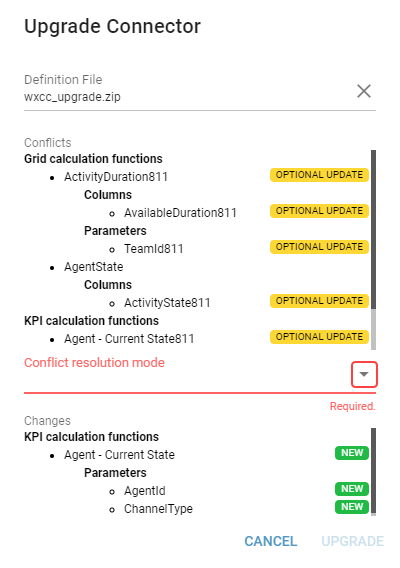 Upgrade Connector
Definition File
wxcc_upgrade.zip
Conflicts
Grid calculation functions
ActivityDuration811 OPTIONAL UPDATE
Columns
AvailableDuration811 OPTIONAL UPDATE
Parameters
TeamId811 OPTIONAL UPDATE
AgentState
Columns
ActivityState811 OPTIONAL UPDATE
KPI calculation functions
Agent - Current State811 OPTIONAL UPDATE
Conflict resolution mode
Required.
Changes
KPI calculation functions
Agent - Current State NEW
Parameters
AgentId NEW
ChannelType NEW
CANCEL UPGRADE